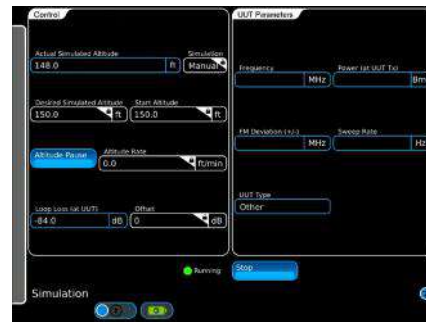 Control
UUT Parameters
Actual Simulated Altitude
Simulation
148.0
ft
Manual
Frequency
Power (at UUT Tx)
MHz
Bm
Desired Simulated Altitude
Start Altitude
150.0
ft
150.0
ft
FM Deviation (+/-)
Sweep Rate
MHz
Hz
Altitude Pause
Altitude Rate
0.0
ft/min
UUT Type
Other
Loop Loss (at UUT)
Offset
-84.0
dB
0
dB
Running
Stop
Simulation